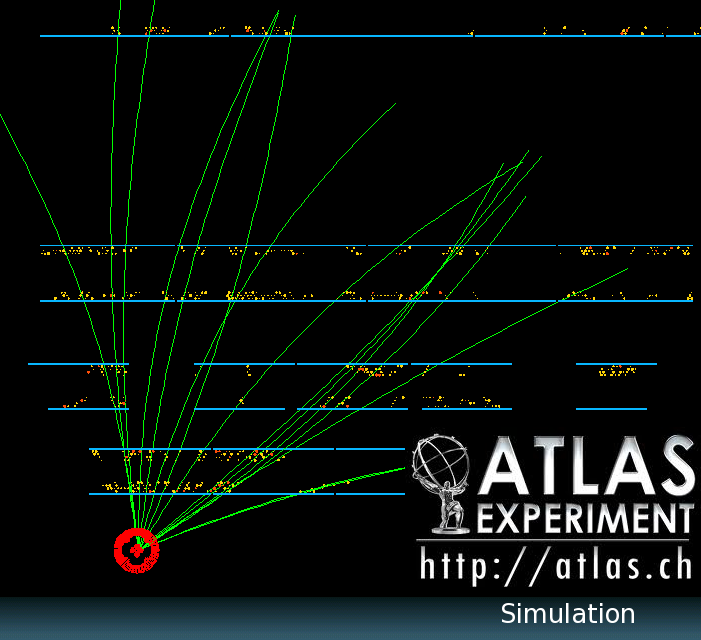 ATLAS
EXPERIMENT
http://atlas.ch
Simulation